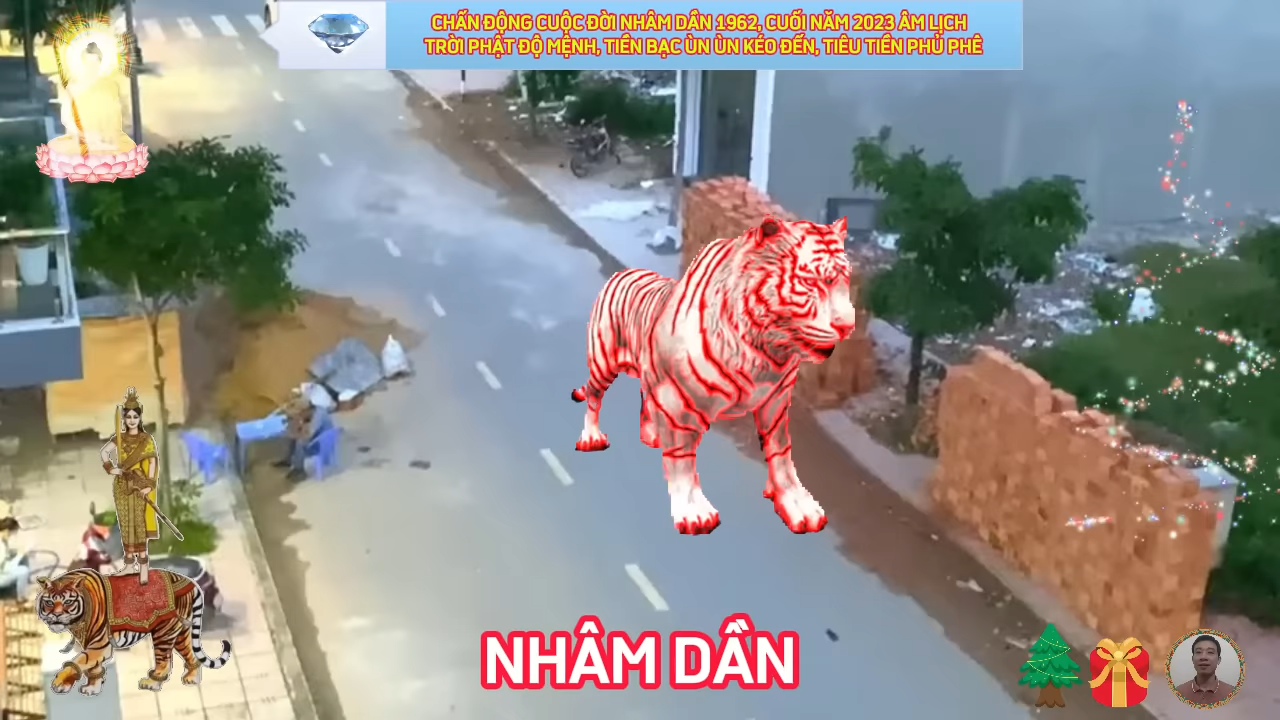 CHẤN ĐỘNG CUỘC ĐỜI NHÂM DẦN 1962, CUỐI NĂM 2023 ÂM LỊCH
TRỜI PHẬT ĐỘ MỆNH, TIỀN BẠC ÙN ÙN KÉO ĐẾN, TIÊU TIỀN PHỦ PHÊ
NHÂM DẦN